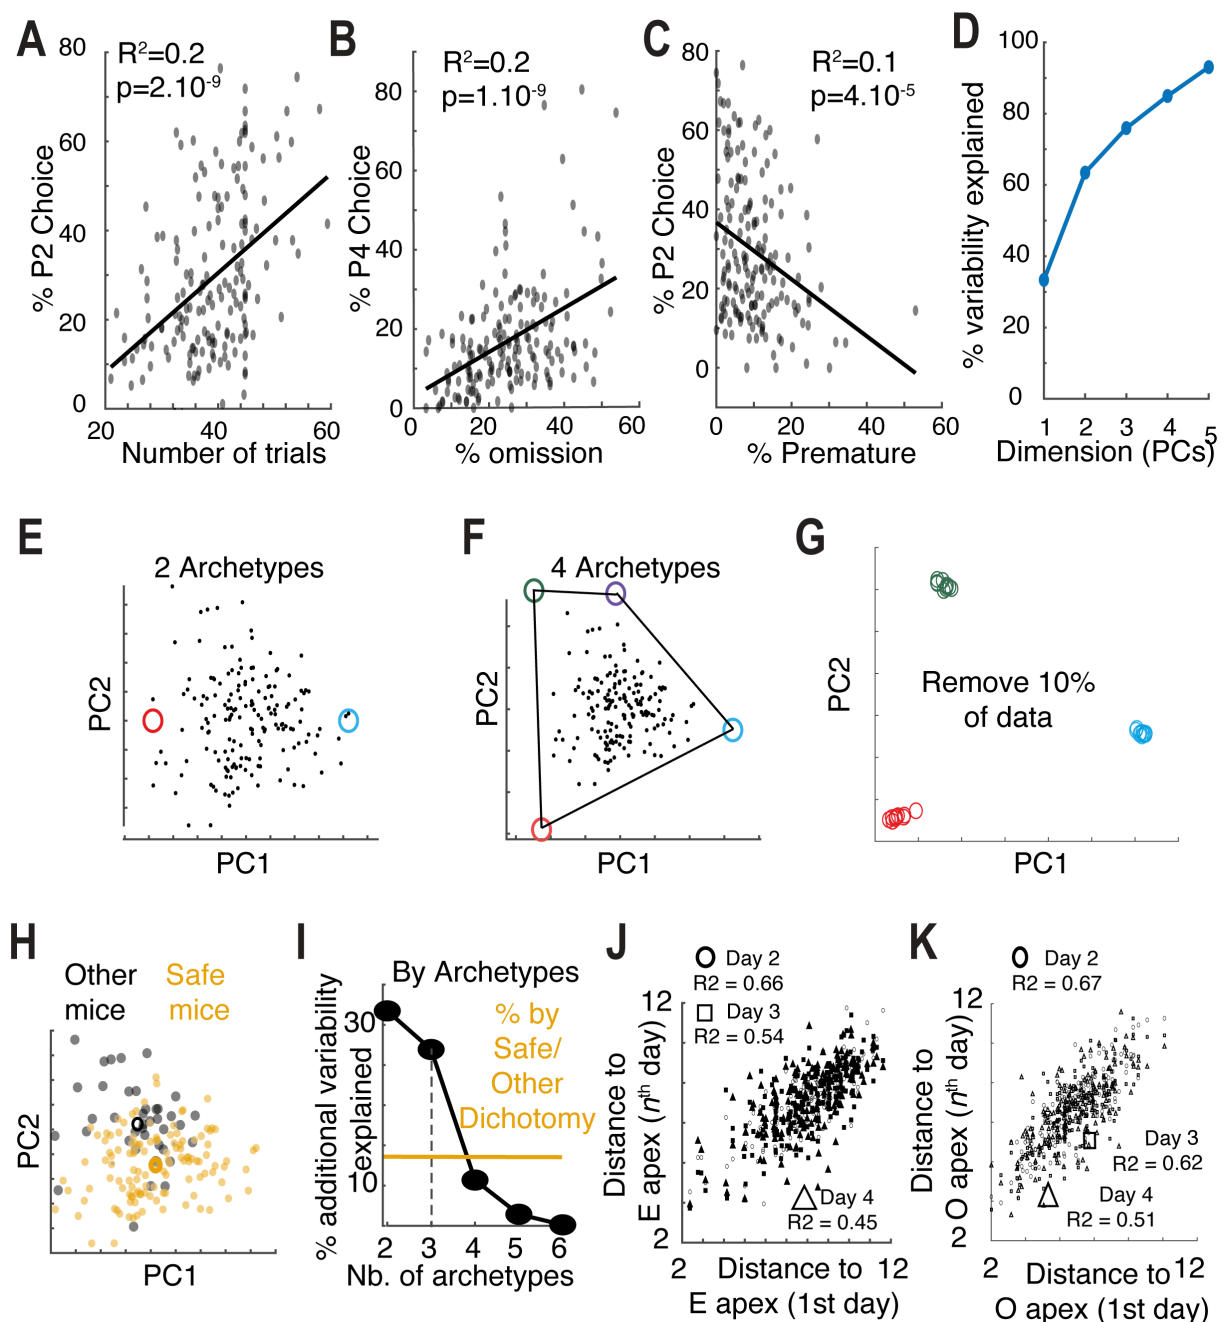 A
R²=0.2
p=2.10⁻⁹
% P2 Choice
80
60
40
20
0
20 40 60
Number of trials
B
R²=0.2
p=1.10⁻⁹
% P4 Choice
80
60
40
20
0
0 20 40 60
% omission
C
R²=0.1
p=4.10⁻⁵
% P2 Choice
80
60
40
20
0
0 20 40 60
% Premature
D
% variability explained
100
80
60
40
20
0
1 2 3 4 5
Dimension (PCs)
E
2 Archetypes
PC2
PC1
F
4 Archetypes
PC2
PC1
G
Remove 10%
of data
PC2
PC1
H
Other
mice
Safe
mice
PC2
PC1
I
By Archetypes
% additional variability
explained
30
10
% by
Safe/
Other
Dichotomy
2 3 4 5 6
Nb. of archetypes
J
Day 2
R2 = 0.66
Day 3
R2 = 0.54
Day 4
R2 = 0.45
Distance to
E apex (nᵗʰ day)
12
2
2 12
Distance to
E apex (1st day)
K
Day 2
R2 = 0.67
Day 3
R2 = 0.62
Day 4
R2 = 0.51
Distance to
O apex (nᵗʰ day)
12
2
2 12
Distance to
O apex (1st day)